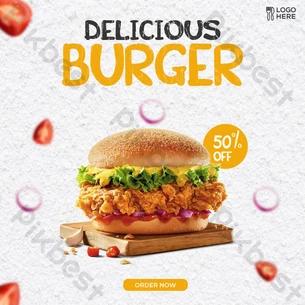 LOGO
HERE
DELICIOUS
BURGER
50%
OFF
ORDER NOW
pikbest